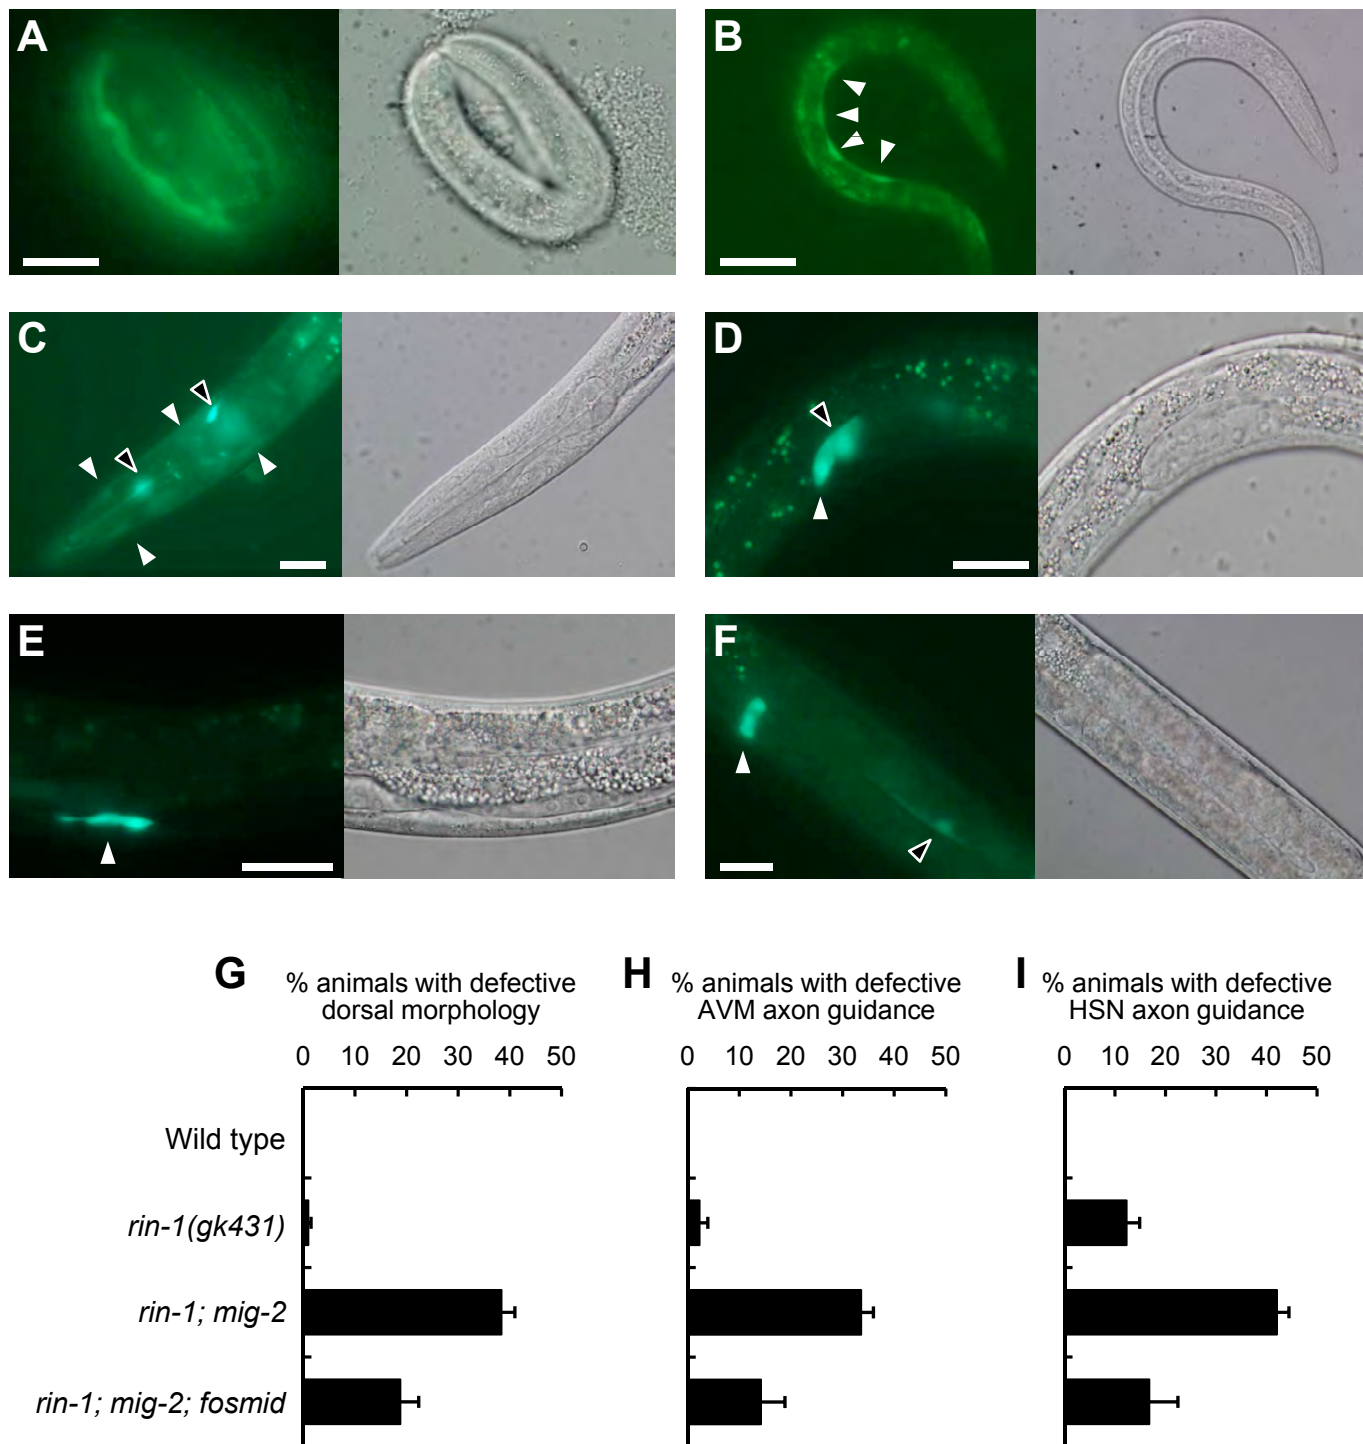 A
B
C
D
E
F
G
% animals with defective
dorsal morphology
0 10 20 30 40 50
H
% animals with defective
AVM axon guidance
0 10 20 30 40 50
I
% animals with defective
HSN axon guidance
0 10 20 30 40 50
Wild type
rin-1(gk431)
rin-1; mig-2
rin-1; mig-2; fosmid